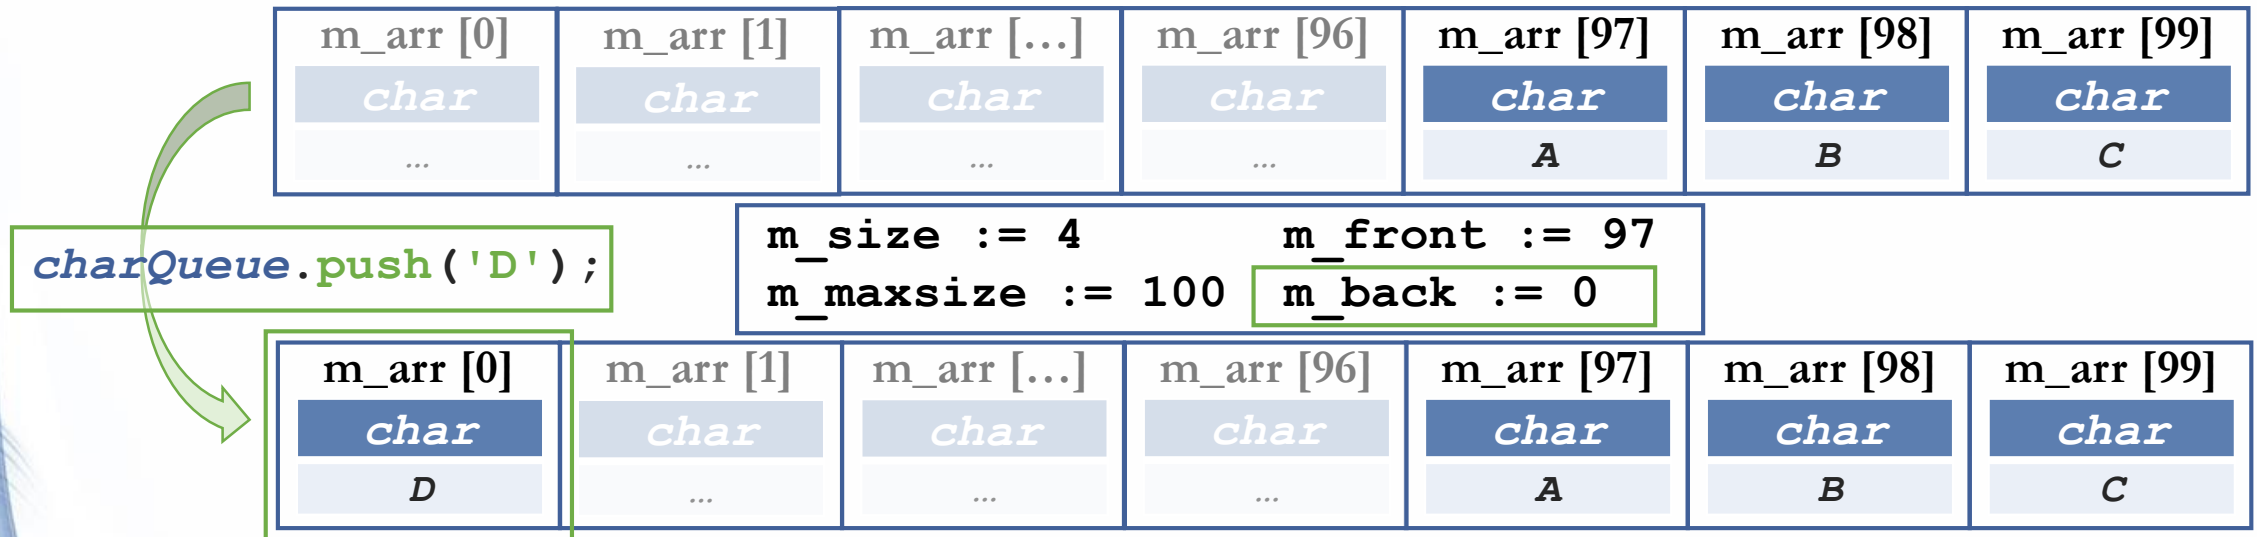 m_arr [0] m_arr [1] m_arr [...] m_arr [96] m_arr [97] m_arr [98] m_arr [99]
char char char char char char char
... ... ... ... A B C
charQueue.push('D');
m_size := 4 m_front := 97
m_maxsize := 100 m_back := 0
m_arr [0] m_arr [1] m_arr [...] m_arr [96] m_arr [97] m_arr [98] m_arr [99]
char char char char char char char
D ... ... ... A B C